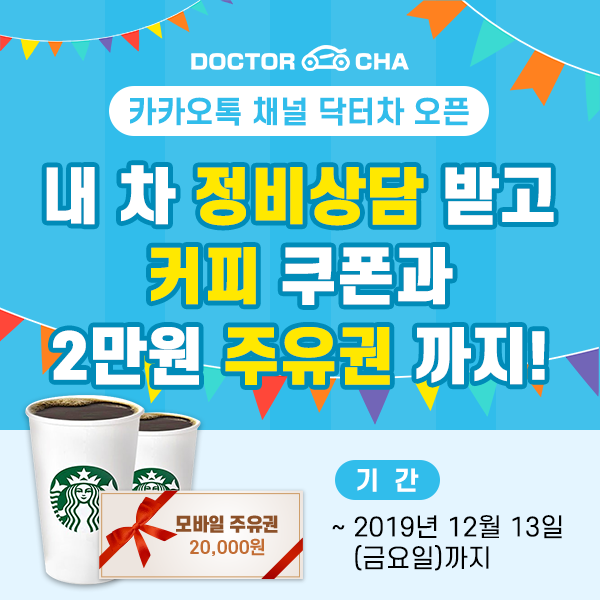 DOCTOR CHA
카카오톡 채널 닥터차 오픈
내 차 정비상담 받고
커피 쿠폰과
2만원 주유권 까지!
기 간
~ 2019년 12월 13일
(금요일)까지
모바일 주유권
20,000원